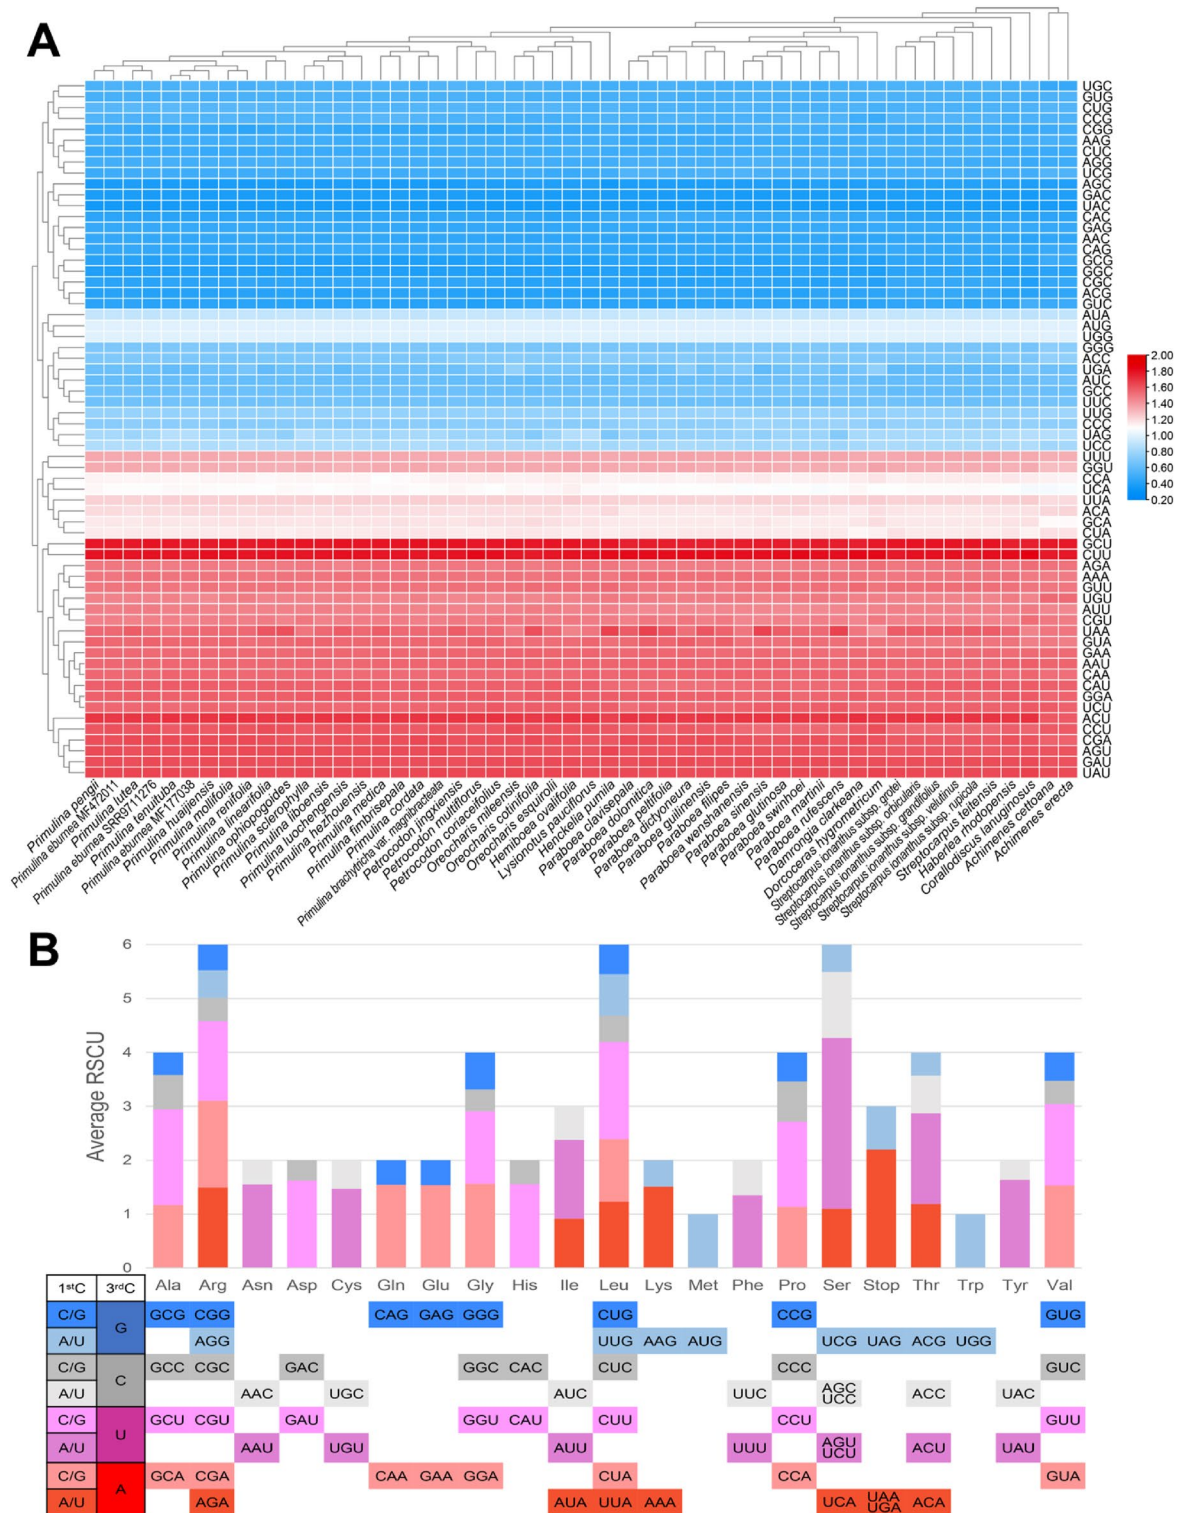 A
UGC
GUG
CUG
CCG
CGG
AAG
CUC
AGG
UCG
AGC
GAC
UAC
CAC
GAG
AAC
CAG
GCG
GGC
CGC
ACG
GUC
AUA
AUG
UGG
GGG
ACC
UGA
AUC
GCC
UUC
UUG
CCC
UAG
UCC
UUU
GGU
CCA
UCA
UUA
ACA
GCA
CUA
GCU
CUU
AGA
AAA
GUU
UGU
AUU
CGU
UAA
GUA
GAA
AAU
CAA
CAU
GGA
UCU
ACU
CCU
CGA
AGU
GAU
UAU
2.00
1.80
1.60
1.40
1.20
1.00
0.80
0.60
0.40
0.20
Primulina pengii
Primulina eburnea MF472011
Primulina lutea
Primulina eburnea SRR8711276
Primulina tenuituba
Primulina eburnea MF177038
Primulina huaijiensis
Primulina mollifolia
Primulina renifolia
Primulina linearifolia
Primulina ophiopogoides
Primulina sclerophylla
Primulina liboensis
Primulina luochengensis
Primulina hezhouensis
Primulina medica
Primulina fimbrisepala
Primulina cordata
Primulina brachytricha var. magnibracteata
Petrocodon jingxiensis
Petrocodon multiflorus
Petrocodon coriaceifolius
Oreocharis mileensis
Oreocharis cotinifolia
Oreocharis esquirolii
Hemiboea ovalifolia
Lysionotus pauciflorus
Henckelia pumila
Paraboea clavisepala
Paraboea dolomitica
Paraboea peltifolia
Paraboea dictyoneura
Paraboea guilinensis
Paraboea filipes
Paraboea wenshanensis
Paraboea sinensis
Paraboea glutinosa
Paraboea swinhoei
Paraboea martinii
Paraboea rufescens
Damrongia clarkeana
Dorcoceras hygrometricum
Streptocarpus ionanthus subsp. grotei
Streptocarpus ionanthus subsp. orbicularis
Streptocarpus ionanthus subsp. grandifolius
Streptocarpus ionanthus subsp. velutinus
Streptocarpus ionanthus subsp. rupicola
Streptocarpus teitensis
Haberlea rhodopensis
Corallodiscus lanuginosus
Achimenes cettoana
Achimenes erecta
B
Average RSCU
6
5
4
3
2
1
0
1stC 3rdC Ala Arg Asn Asp Cys Gln Glu Gly His Ile Leu Lys Met Phe Pro Ser Stop Thr Trp Tyr Val
C/G G GCG CGG CAG GAG GGG CUG CCG GUG
A/U AGG UUG AAG AUG UCG UAG ACG UGG
C/G C GCC CGC GAC GGC CAC CUC CCC GUC
A/U AAC UGC AUC UUC AGC UCC ACC UAC
C/G U GCU CGU GAU GGU CAU CUU CCU GUU
A/U AAU UGU AUU UUU AGU UCU ACU UAU
C/G A GCA CGA CAA GAA GGA CUA CCA GUA
A/U AGA AUA UUA AAA UCA UAA UGA ACA